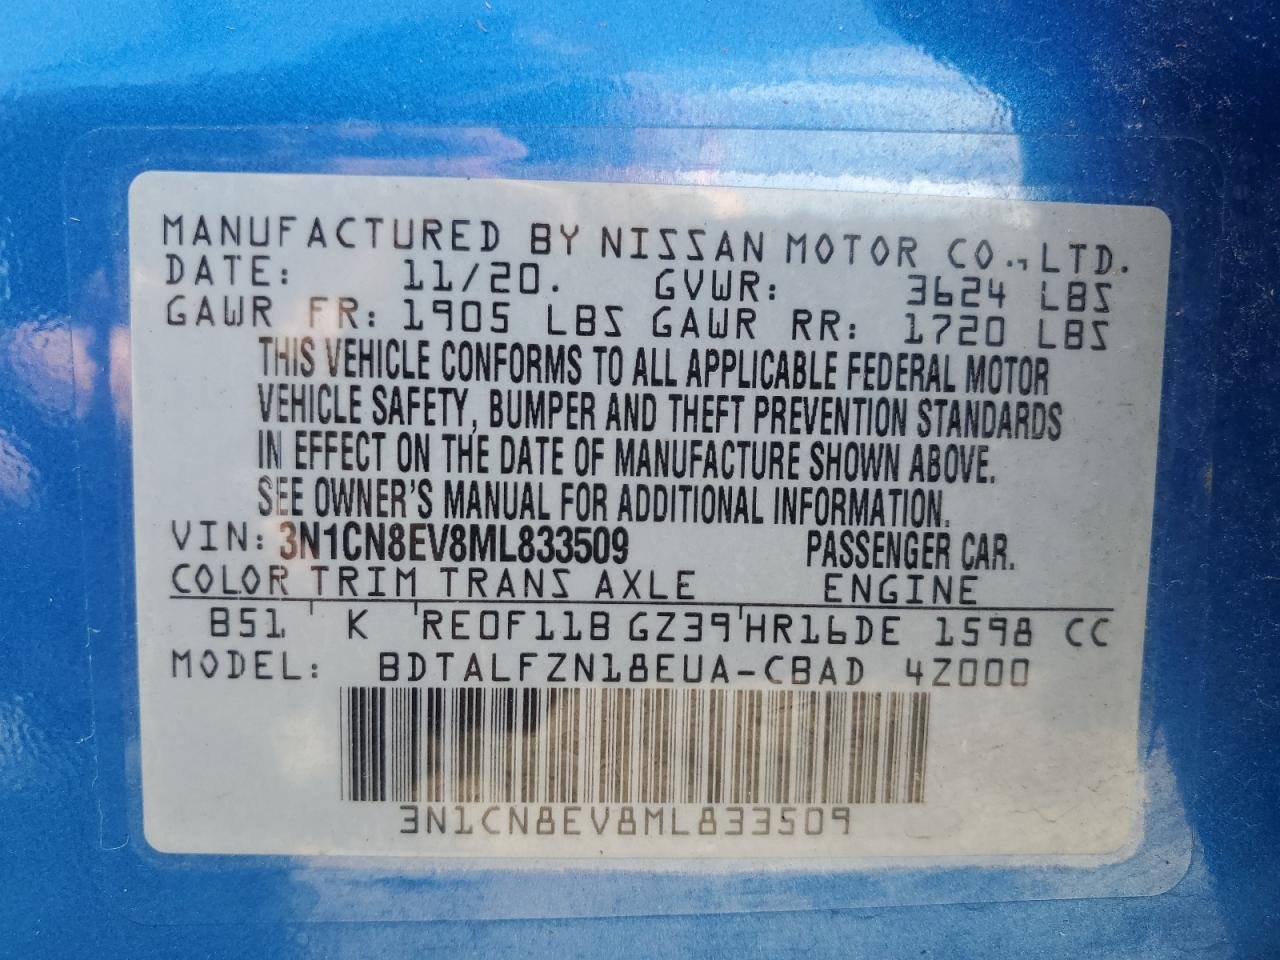 MANUFACTURED BY NISSAN MOTOR CO., LTD.
DATE: 11/20. GVWR: 3624 LBS
GAWR FR: 1905 LBS GAWR RR: 1720 LBS
THIS VEHICLE CONFORMS TO ALL APPLICABLE FEDERAL MOTOR
VEHICLE SAFETY, BUMPER AND THEFT PREVENTION STANDARDS
IN EFFECT ON THE DATE OF MANUFACTURE SHOWN ABOVE.
SEE OWNER'S MANUAL FOR ADDITIONAL INFORMATION.
VIN: 3N1CN8EV8ML833509 PASSENGER CAR.
COLOR TRIM TRANS AXLE ENGINE
B51 K RE0F11B GZ39 HR16DE 1598 CC
MODEL: BDTALFZN18EUA-CBAD 4Z000
3N1CN8EV8ML833509